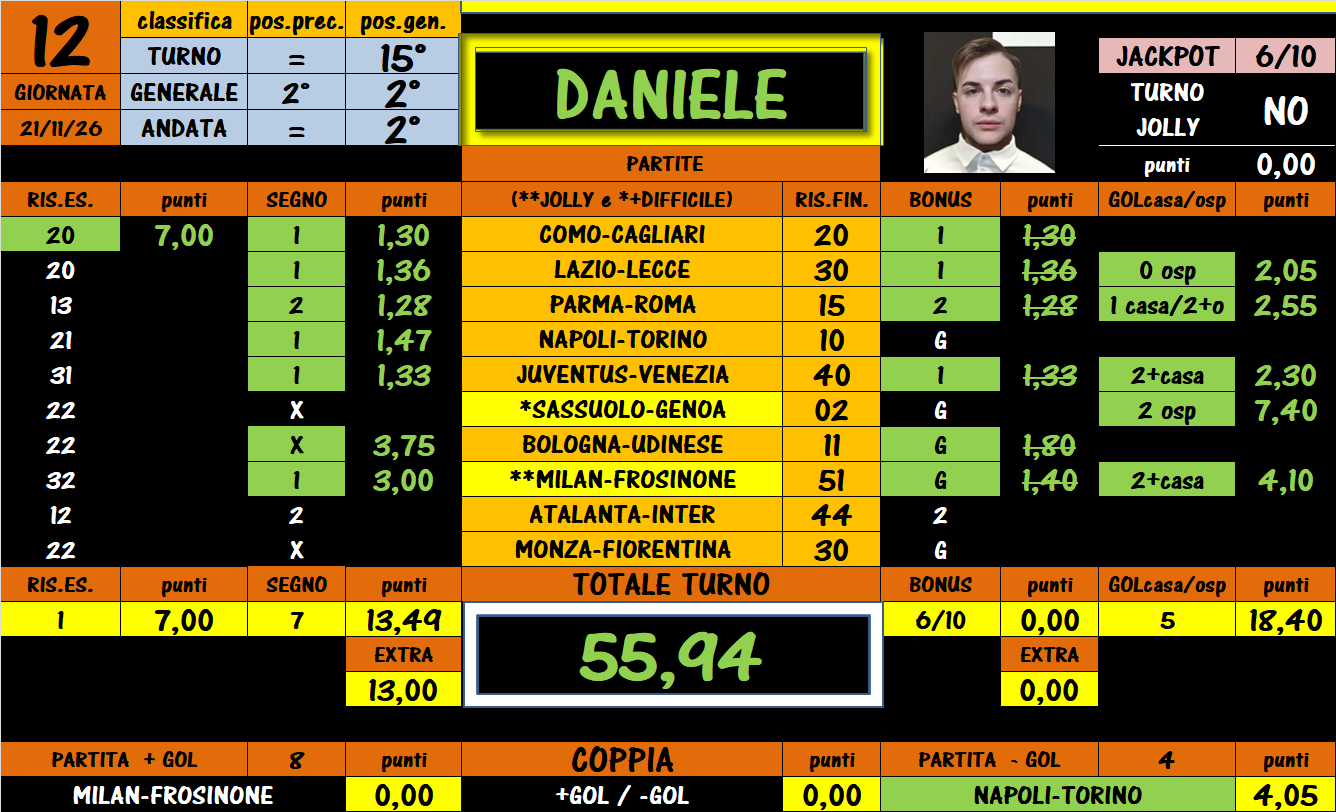 12 classifica pos.prec. pos.gen.
TURNO = 15° DANIELE JACKPOT 6/10
GIORNATA GENERALE 2° 2° TURNO JOLLY NO
21/11/26 ANDATA = 2°
PARTITE punti 0,00
RIS.ES. punti SEGNO punti (**JOLLY e *+DIFFICILE) RIS.FIN. BONUS punti GOLcasa/osp punti
20 7,00 1 1,30 COMO-CAGLIARI 20 1 1,30
20 1 1,36 LAZIO-LECCE 30 1 1,36 0 osp 2,05
13 2 1,28 PARMA-ROMA 15 2 1,28 1 casa/2+o 2,55
21 1 1,47 NAPOLI-TORINO 10 G
31 1 1,33 JUVENTUS-VENEZIA 40 1 1,33 2+casa 2,30
22 X *SASSUOLO-GENOA 02 G 2 osp 7,40
22 X 3,75 BOLOGNA-UDINESE 11 G 1,80
32 1 3,00 **MILAN-FROSINONE 51 G 1,40 2+casa 4,10
12 2 ATALANTA-INTER 44 2
22 X MONZA-FIORENTINA 30 G
RIS.ES. punti SEGNO punti TOTALE TURNO BONUS punti GOLcasa/osp punti
1 7,00 7 13,49 55,94 6/10 0,00 5 18,40
EXTRA EXTRA
13,00 0,00
PARTITA + GOL 8 punti COPPIA punti PARTITA - GOL 4 punti
MILAN-FROSINONE 0,00 +GOL / -GOL 0,00 NAPOLI-TORINO 4,05